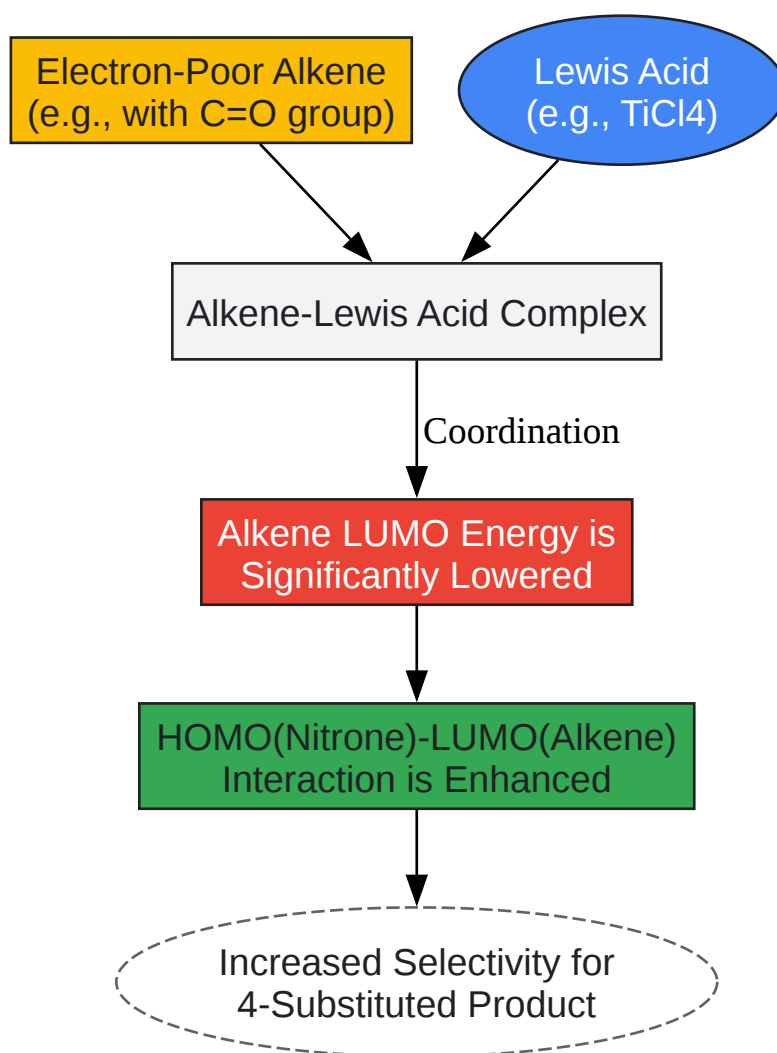 Electron-Poor Alkene
(e.g., with C=O group)
Lewis Acid
(e.g., TiCl4)
Alkene-Lewis Acid Complex
Coordination
Alkene LUMO Energy is
Significantly Lowered
HOMO(Nitrone)-LUMO(Alkene)
Interaction is Enhanced
Increased Selectivity for
4-Substituted Product